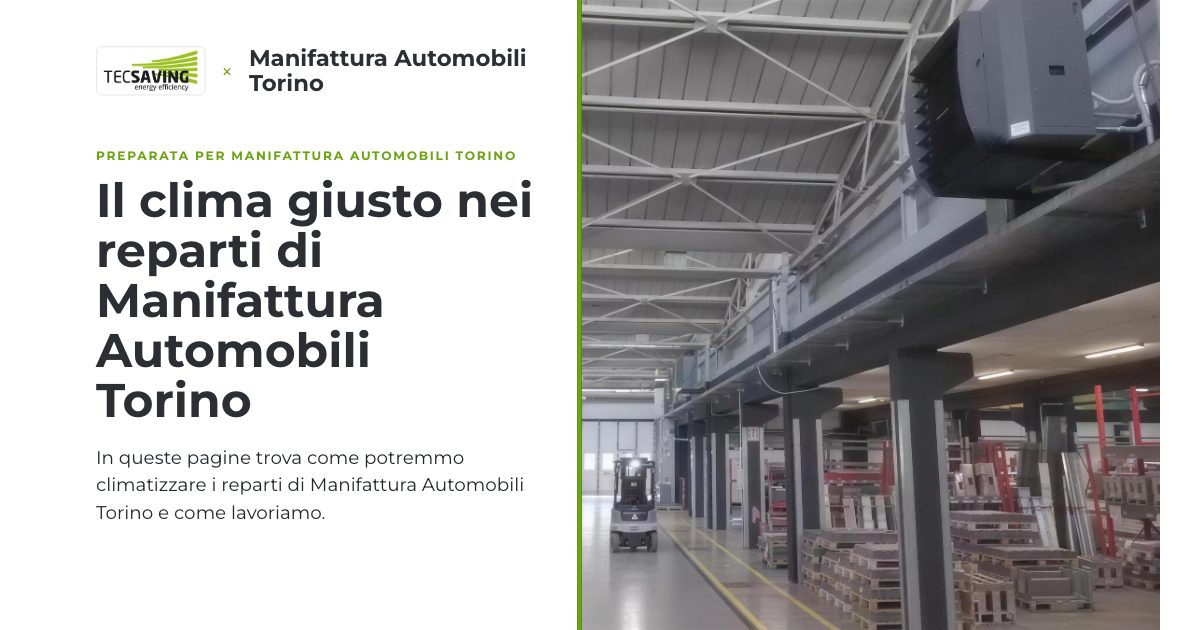 TECSAVING
energy efficiency
×
Manifattura Automobili
Torino
PREPARATA PER MANIFATTURA AUTOMOBILI TORINO
Il clima giusto nei
reparti di
Manifattura
Automobili
Torino
In queste pagine trova come potremmo
climatizzare i reparti di Manifattura Automobili
Torino e come lavoriamo.